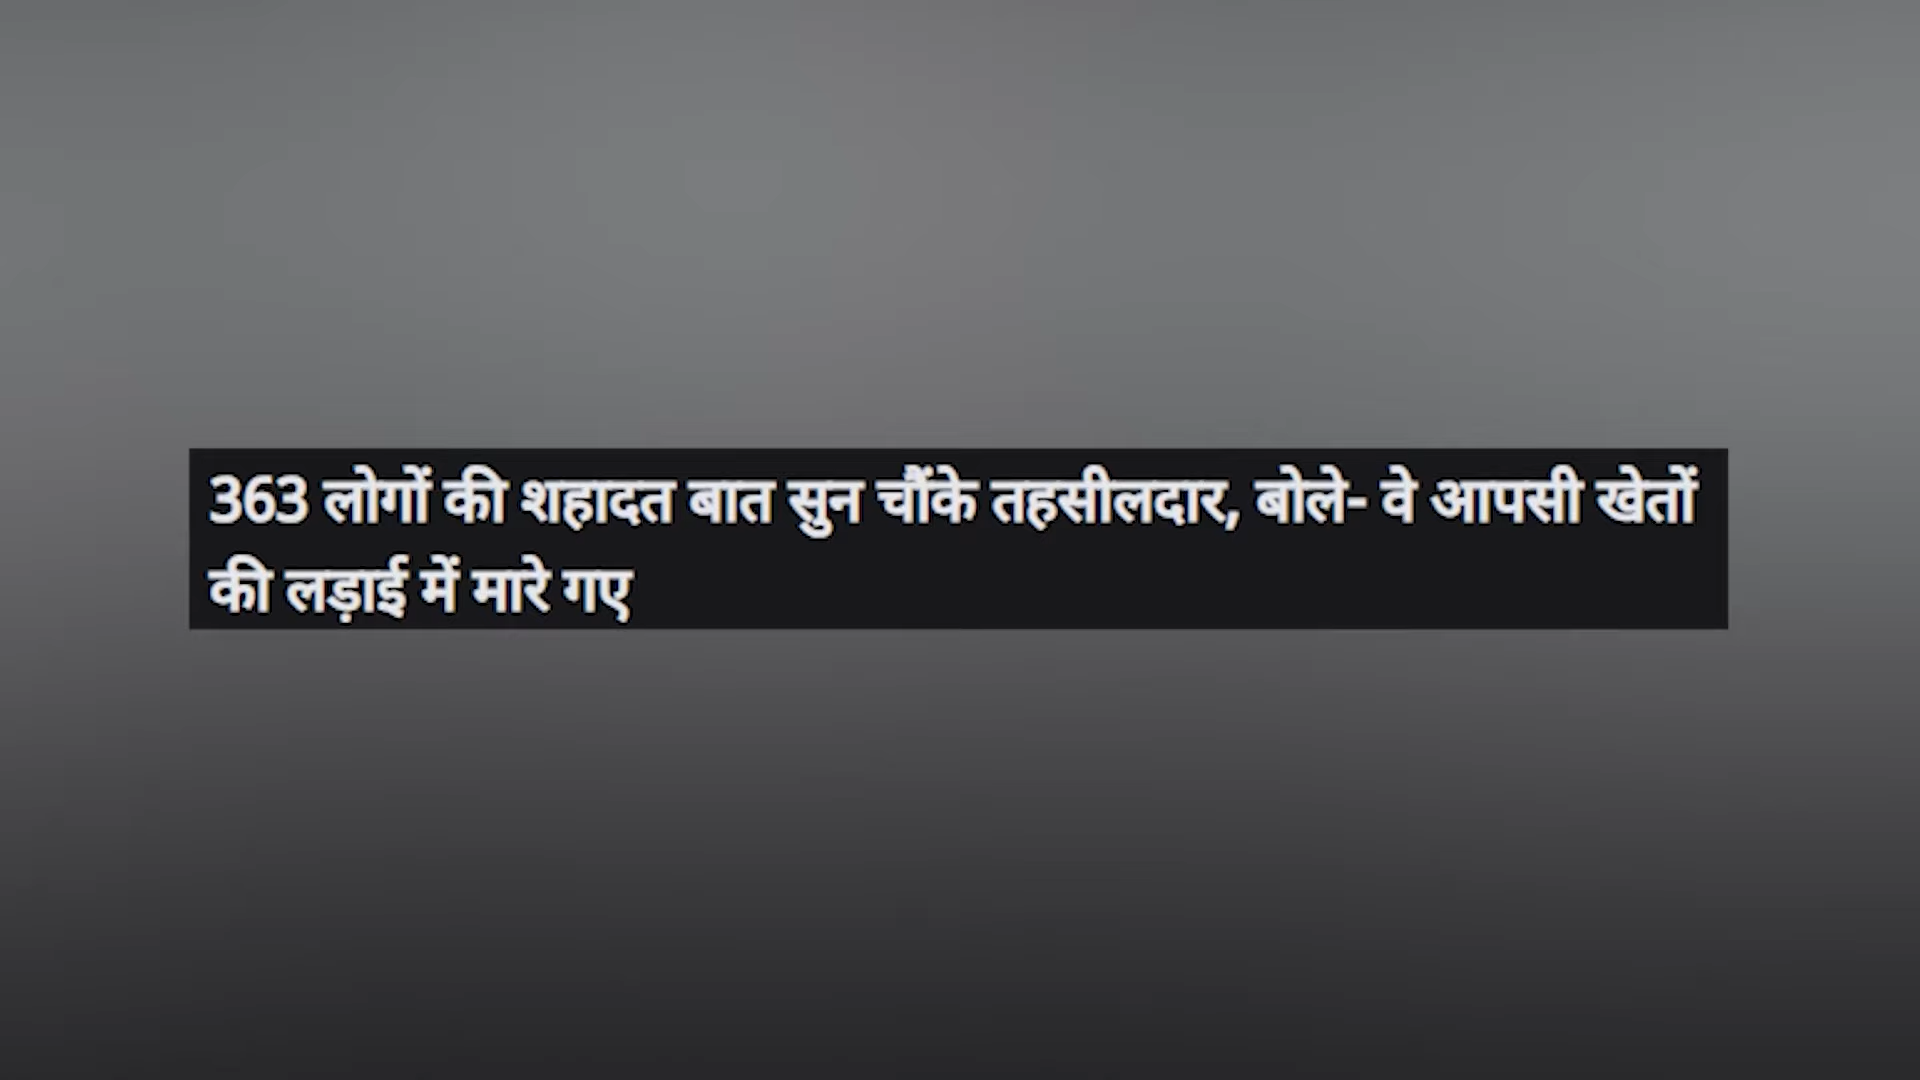 363 लोगों की शहादत बात सुन चौंके तहसीलदार, बोले- वे आपसी खेतों
की लड़ाई में मारे गए